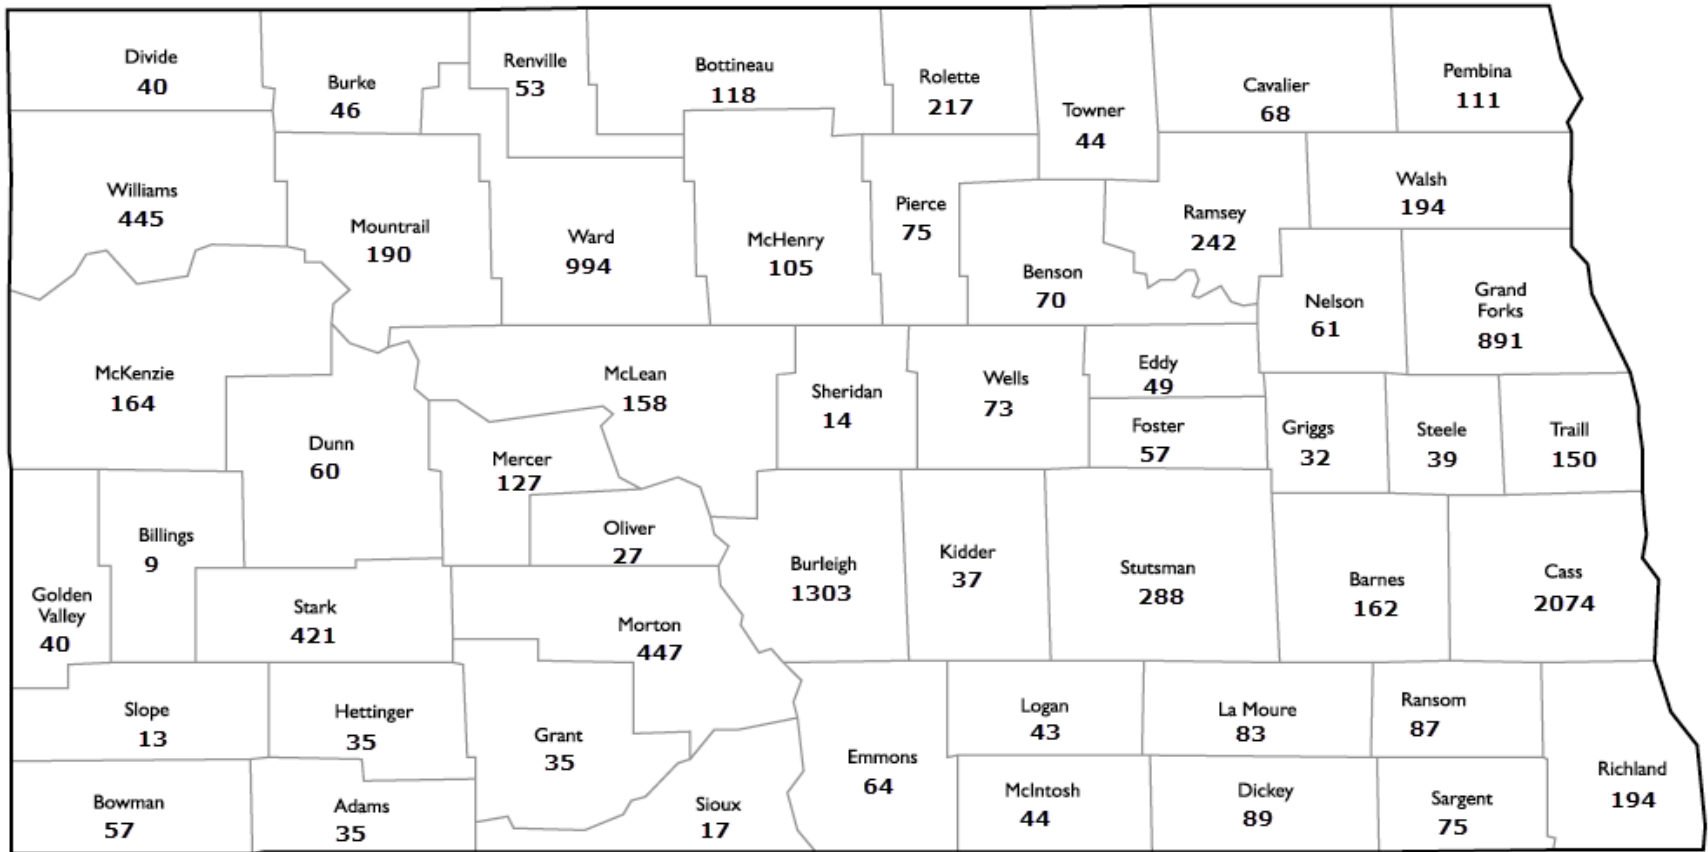 Divide
40
Burke
46
Renville
53
Bottineau
118
Rolette
217
Towner
44
Cavalier
68
Pembina
111
Williams
445
Mountrail
190
Ward
994
McHenry
105
Pierce
75
Benson
70
Ramsey
242
Walsh
194
Nelson
61
Grand
Forks
891
McKenzie
164
Dunn
60
McLean
158
Mercer
127
Oliver
27
Sheridan
14
Wells
73
Eddy
49
Foster
57
Griggs
32
Steele
39
Traill
150
Golden
Valley
40
Billings
9
Stark
421
Morton
447
Burleigh
1303
Kidder
37
Stutsman
288
Barnes
162
Cass
2074
Slope
13
Hettinger
35
Grant
35
Emmons
64
Logan
43
La Moure
83
Ransom
87
Richland
194
Bowman
57
Adams
35
Sioux
17
McIntosh
44
Dickey
89
Sargent
75